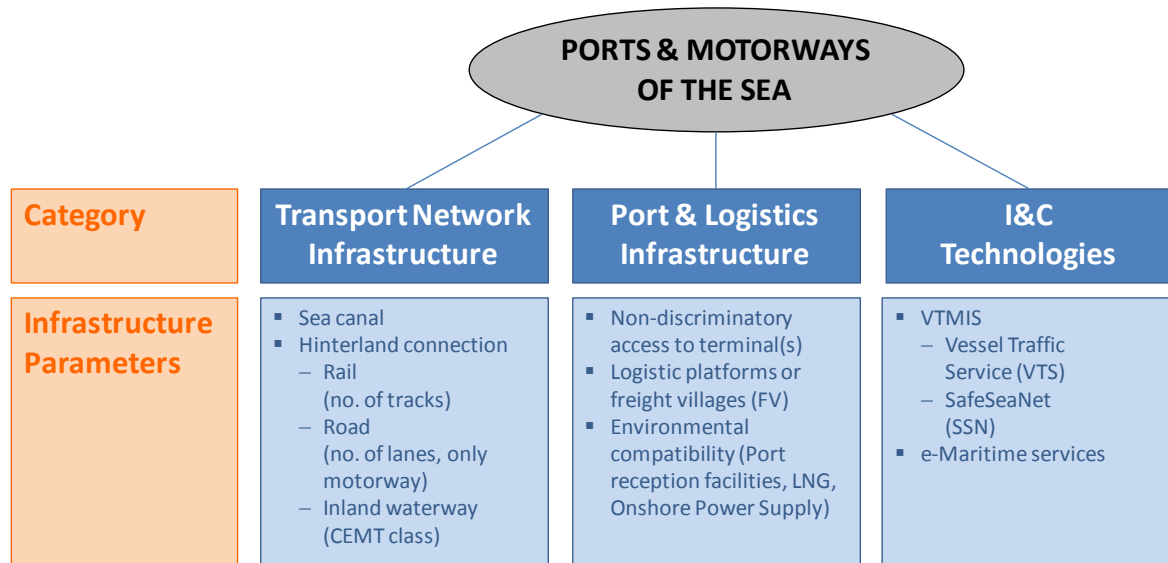 PORTS & MOTORWAYS
OF THE SEA
Category
Transport Network
Infrastructure
Port & Logistics
Infrastructure
I&C
Technologies
Infrastructure
Parameters
▪ Sea canal
▪ Hinterland connection
– Rail
(no. of tracks)
– Road
(no. of lanes, only
motorway)
– Inland waterway
(CEMT class)
▪ Non-discriminatory
access to terminal(s)
▪ Logistic platforms or
freight villages (FV)
▪ Environmental
compatibility (Port
reception facilities, LNG,
Onshore Power Supply)
▪ VTMIS
– Vessel Traffic
Service (VTS)
– SafeSeaNet
(SSN)
▪ e-Maritime services